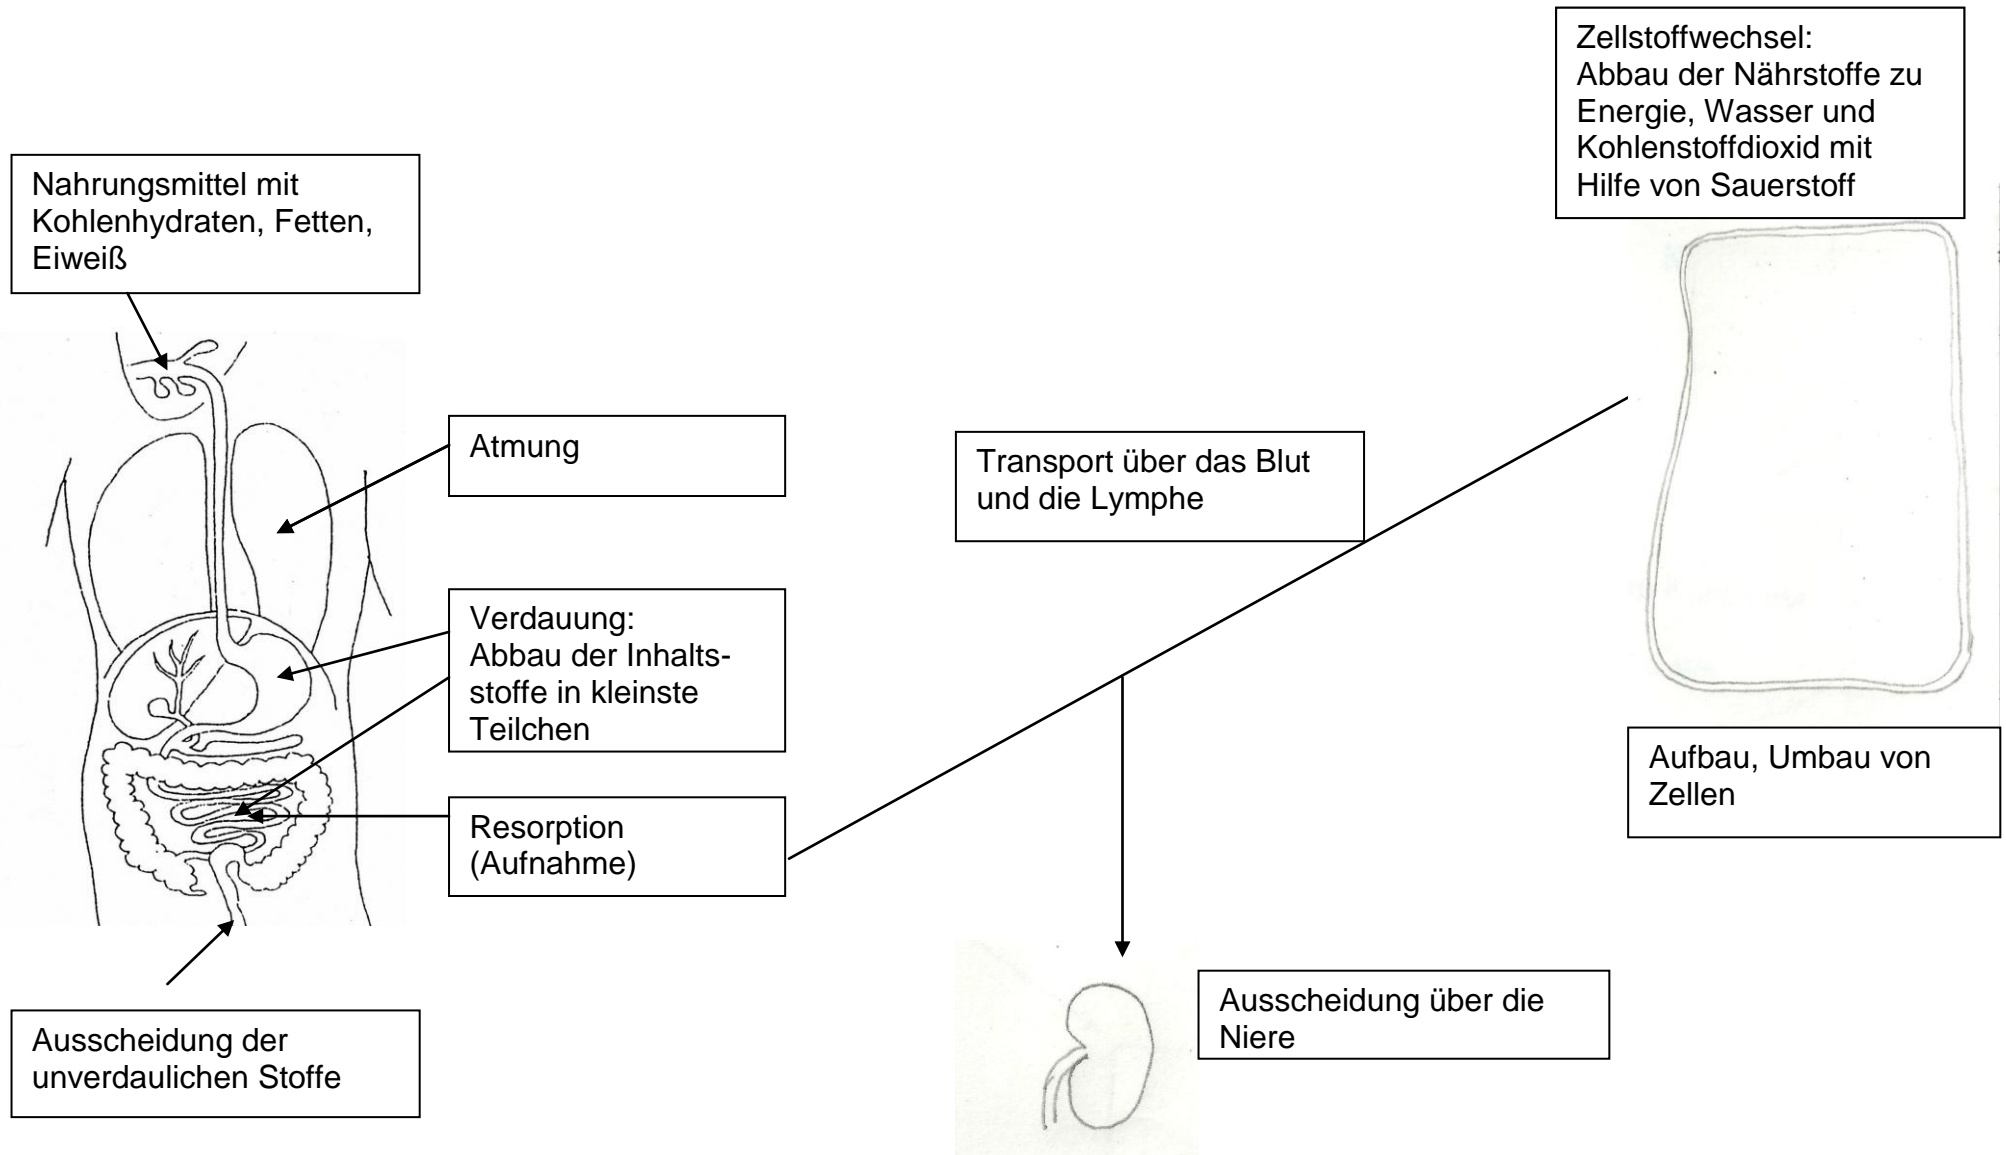 Zellstoffwechsel:
Abbau der Nährstoffe zu
Energie, Wasser und
Kohlenstoffdioxid mit
Hilfe von Sauerstoff
Nahrungsmittel mit
Kohlenhydraten, Fetten,
Eiweiß
Atmung
Transport über das Blut
und die Lymphe
Verdauung:
Abbau der Inhalts-
stoffe in kleinste
Teilchen
Aufbau, Umbau von
Zellen
Resorption
(Aufnahme)
Ausscheidung über die
Niere
Ausscheidung der
unverdaulichen Stoffe